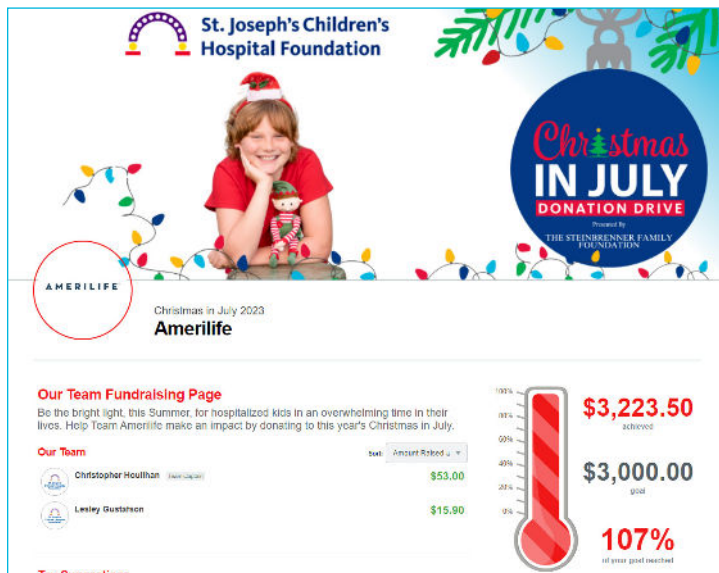 St. Joseph's Children's
Hospital Foundation
Christmas
IN JULY
DONATION DRIVE
Presented By
THE STEINBRENNER FAMILY
FOUNDATION
AMERILIFE
Christmas in July 2023
Amerilife
Our Team Fundraising Page
Be the bright light, this Summer, for hospitalized kids in an overwhelming time in their
lives. Help Team Amerilife make an impact by donating to this year's Christmas in July.
Our Team
Sort: Amount Raised
Christopher Houlihan Team Captain
$53.00
Lesley Gustafson
$15.90
100%
80%
60%
40%
20%
0%
$3,223.50
achieved
$3,000.00
goal
107%
of your goal reached